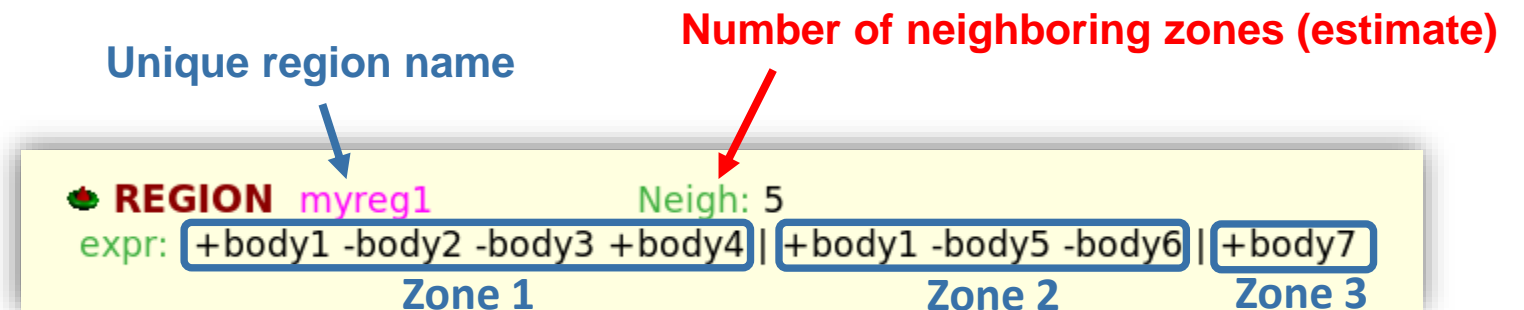 Number of neighboring zones (estimate)
Unique region name
REGION myreg1 Neigh: 5
expr: +body1 -body2 -body3 +body4 | +body1 -body5 -body6 | +body7
Zone 1 Zone 2 Zone 3